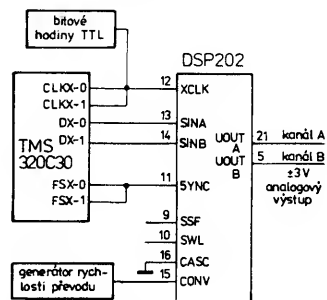 bitové
hodiny TTL
DSP202
CLKX-0
CLKX-1
DX-0
DX-1
TMS
320C30
FSX-0
FSX-1
12 XCLK
13 SINA
14 SINB
11 SYNC
9 SSF
10 SWL
16 CASC
15 CONV
UOUT A
UOUT B
21 kanál A
5 kanál B
±3V
analogový
výstup
generátor rych-
losti převodu